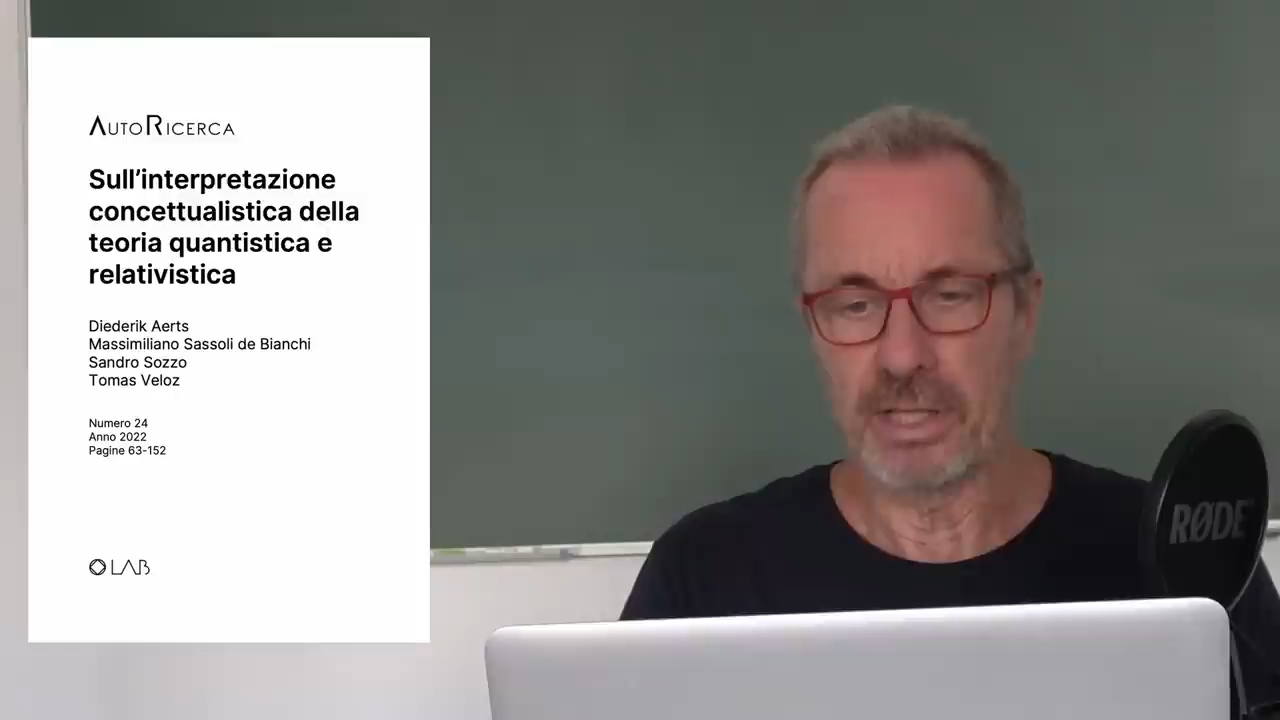 AUTORICERCA
Sull’interpretazione
concettualistica della
teoria quantistica e
relativistica
Diederik Aerts
Massimiliano Sassoli de Bianchi
Sandro Sozzo
Tomas Veloz
Numero 24
Anno 2022
Pagine 63-152
LAB
RØDE